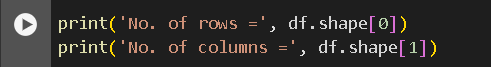 print('No. of rows =', df.shape[0])
print('No. of columns =', df.shape[1])